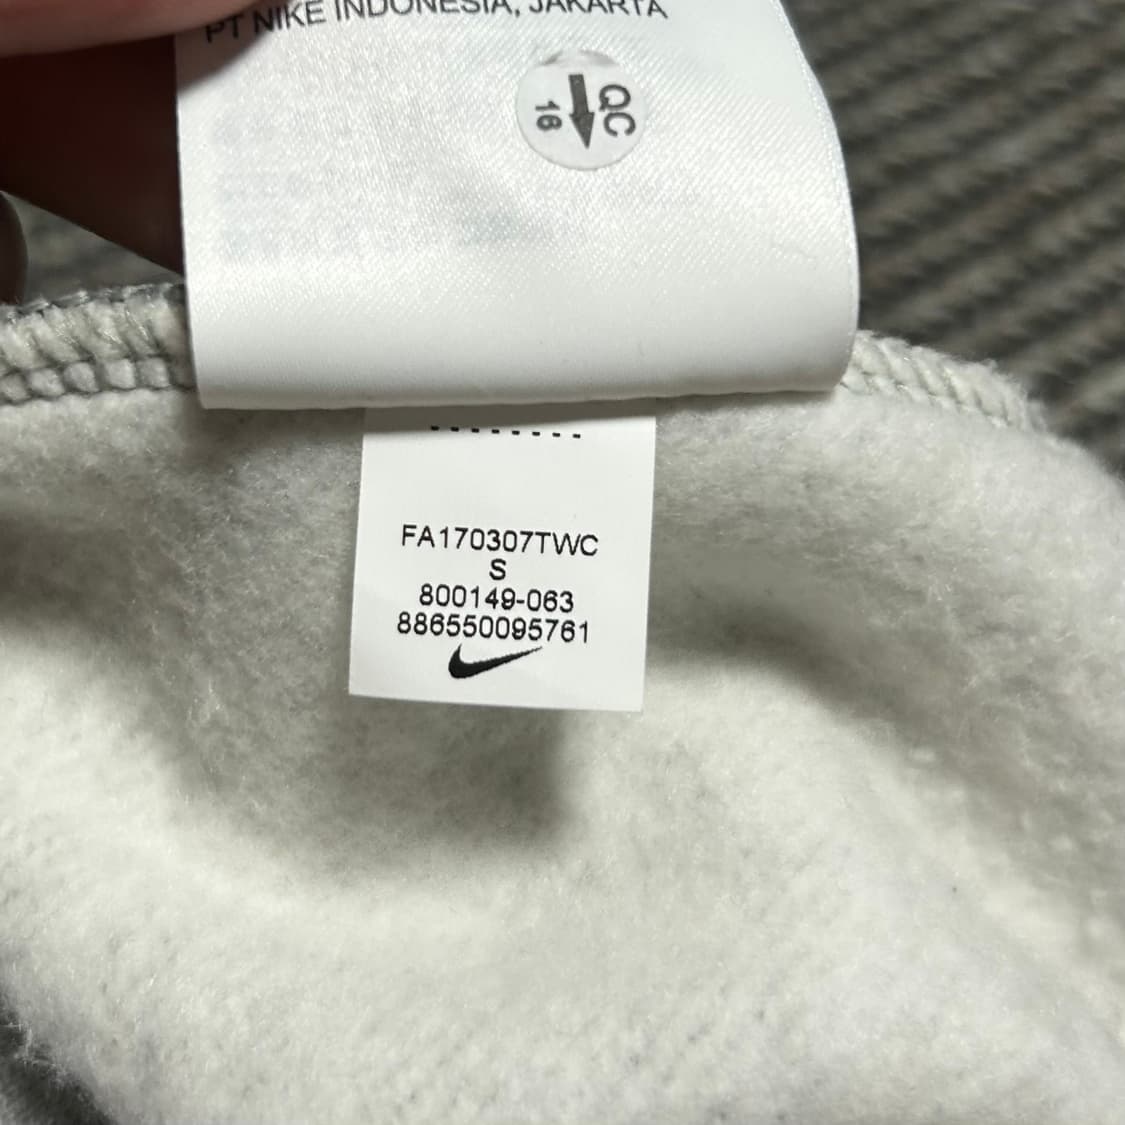 PT NIKE INDONESIA, JAKARTA
QC
16
FA170307TWC
S
800149-063
886550095761